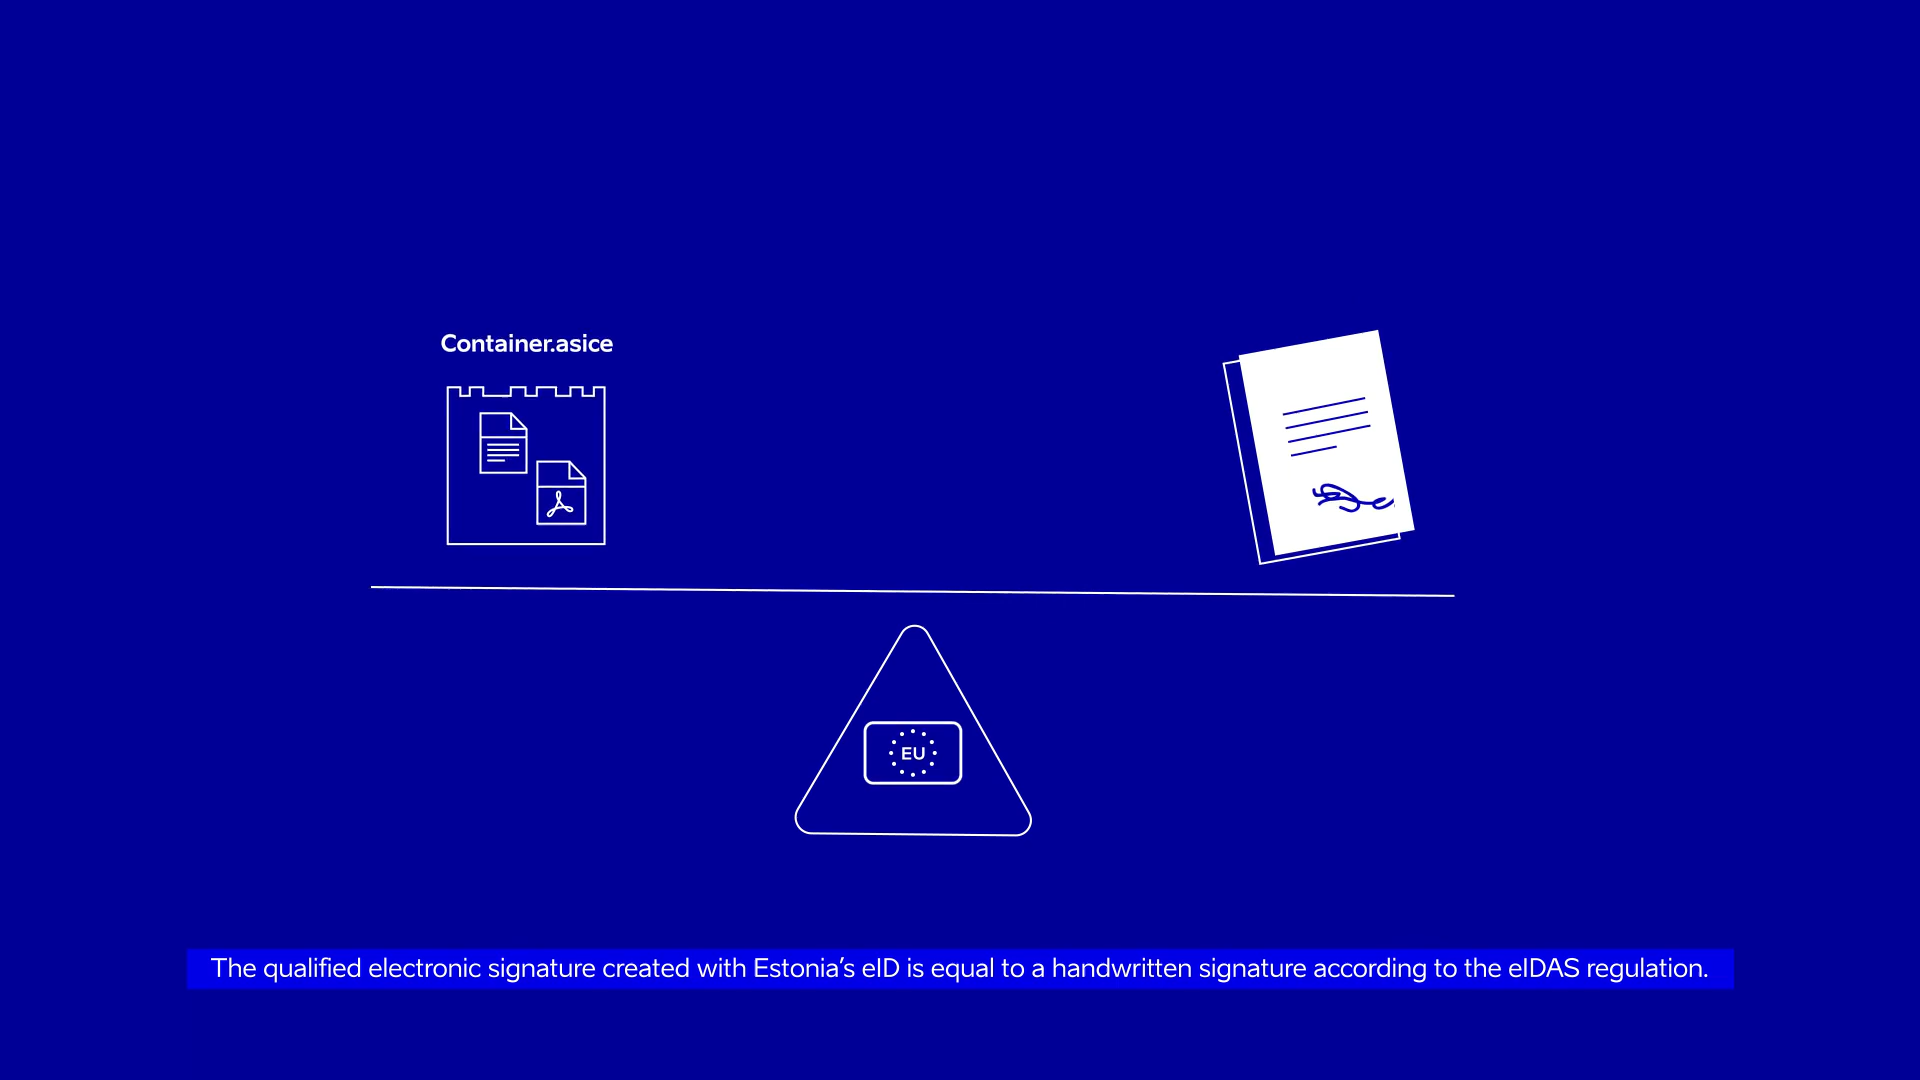 Container.asice
EU
The qualified electronic signature created with Estonia’s eID is equal to a handwritten signature according to the eIDAS regulation.